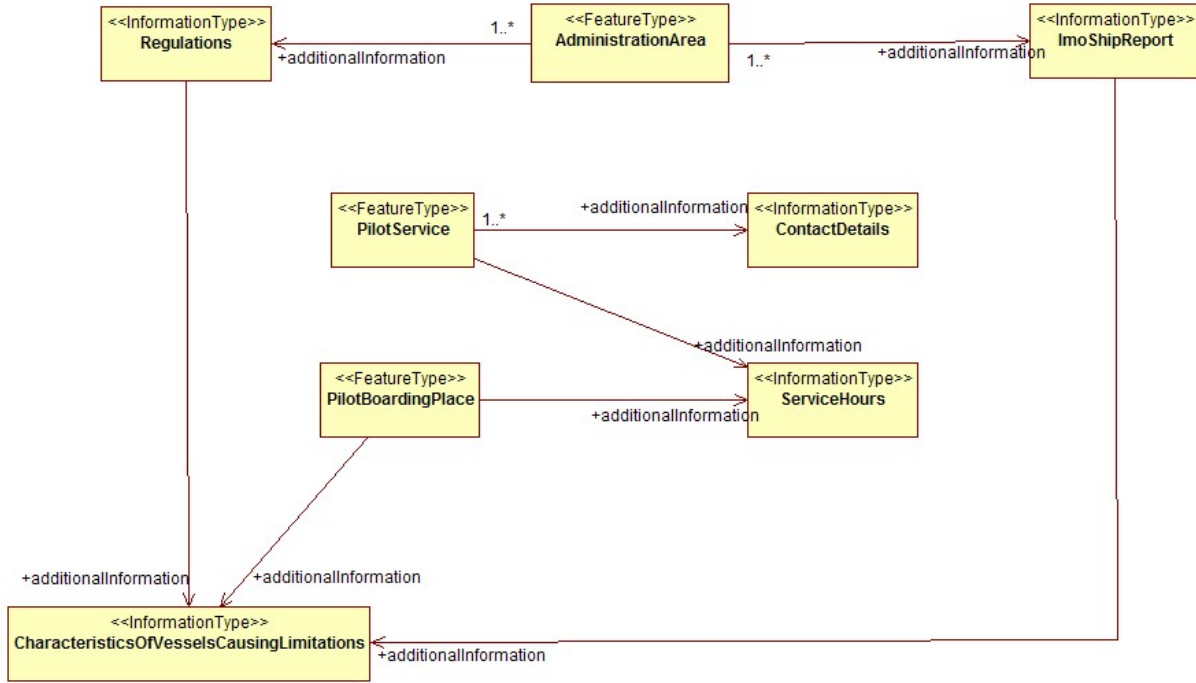 <<InformationType>>
Regulations
1..*
+additionalInformation
<<FeatureType>>
AdministrationArea
1..*
+additionalInformation
<<InformationType>>
ImoShipReport
<<FeatureType>>
PilotService
1..*
+additionalInformation
<<InformationType>>
ContactDetails
+additionalInformation
<<FeatureType>>
PilotBoardingPlace
+additionalInformation
<<InformationType>>
ServiceHours
+additionalInformation
+additionalInformation
<<InformationType>>
CharacteristicsOfVesselsCausingLimitations
+additionalInformation